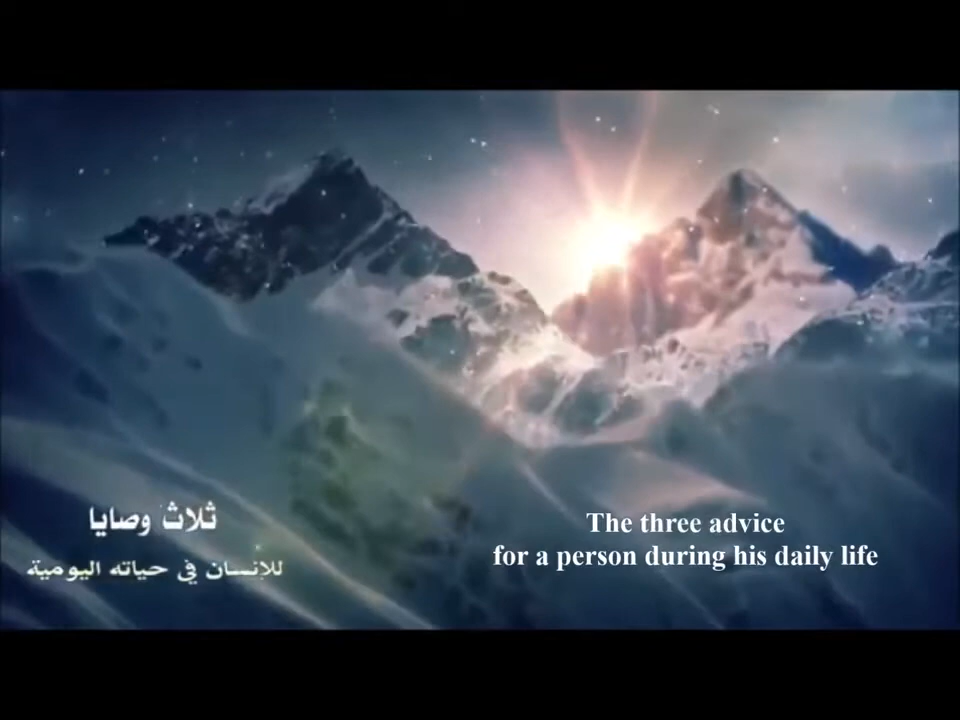 ثلاث وصايا
للإنسان في حياته اليومية
The three advice
for a person during his daily life